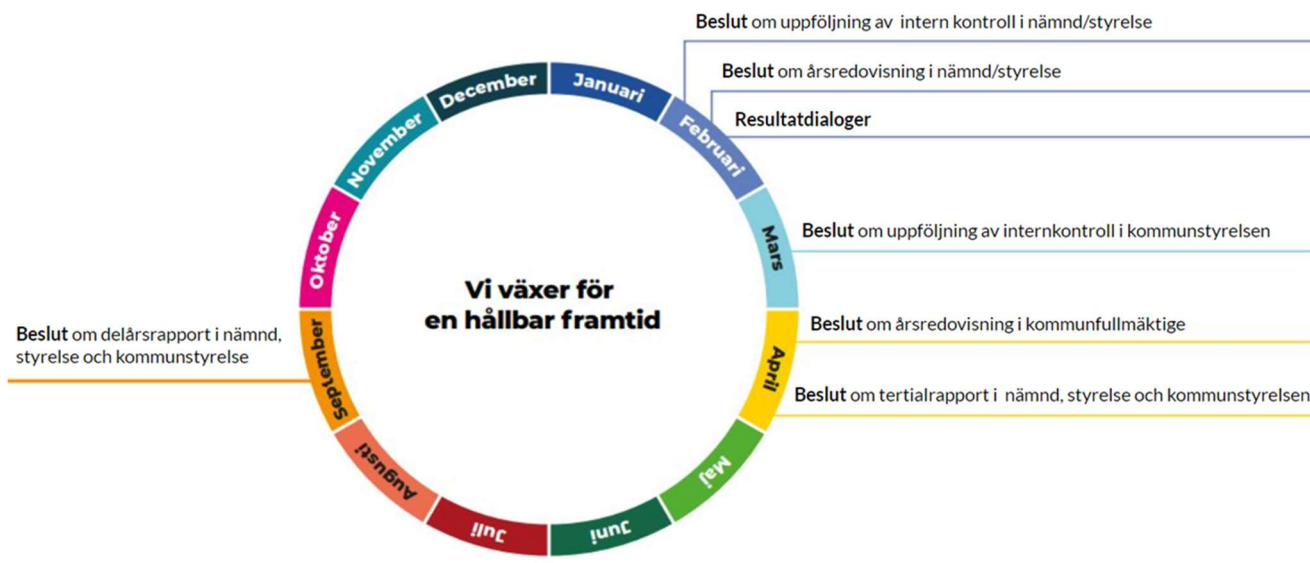 Beslut om uppföljning av intern kontroll i nämnd/styrelse
Beslut om årsredovisning i nämnd/styrelse
Resultatdialoger
Beslut om uppföljning av internkontroll i kommunstyrelsen
Beslut om årsredovisning i kommunfullmäktige
Beslut om tertialrapport i nämnd, styrelse och kommunstyrelsen
Beslut om delårsrapport i nämnd,
styrelse och kommunstyrelse
Januari
Februari
Mars
April
Maj
Juni
Juli
Augusti
September
Oktober
November
December
Vi växer för
en hållbar framtid